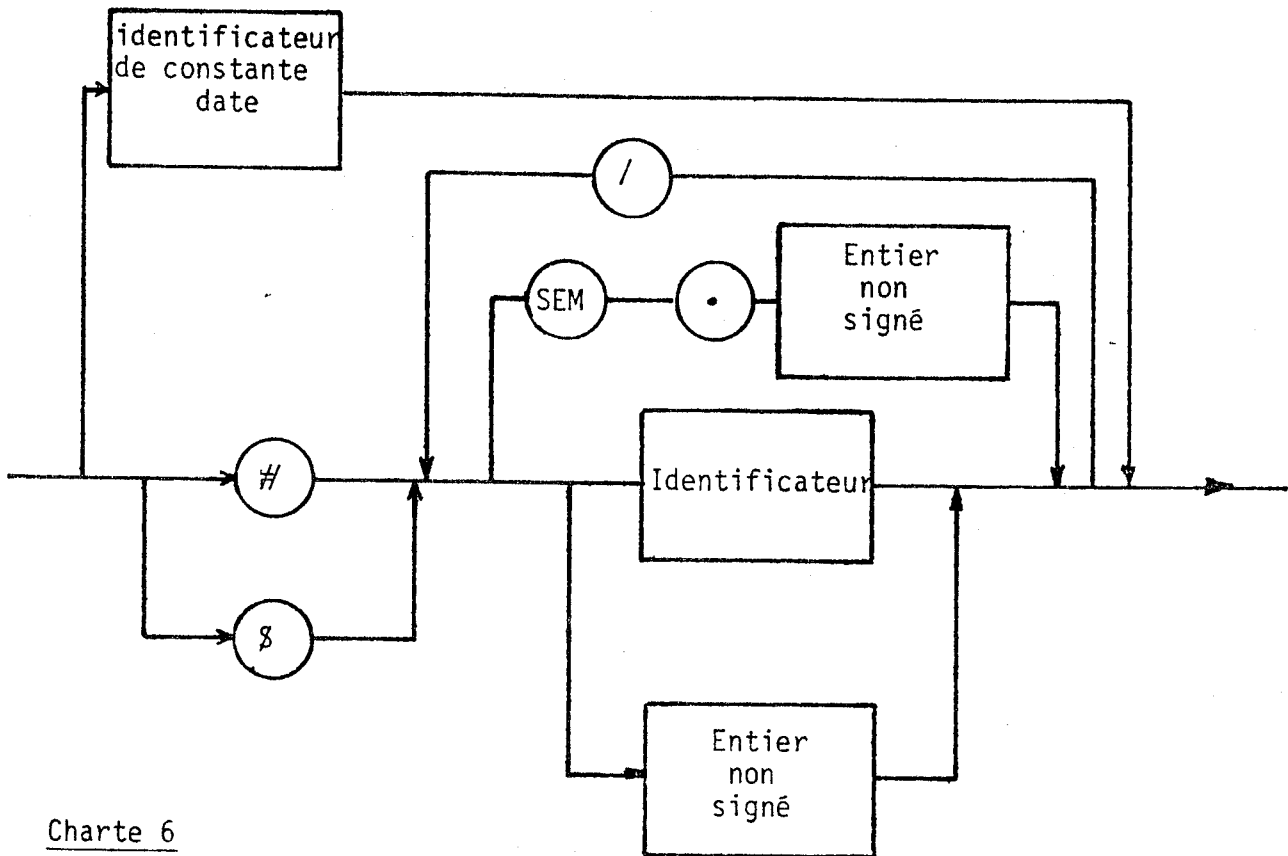 identificateur
de constante
date
/
SEM
.
Entier
non
signé
#
Identificateur
$
Entier
non
signé
Charte 6